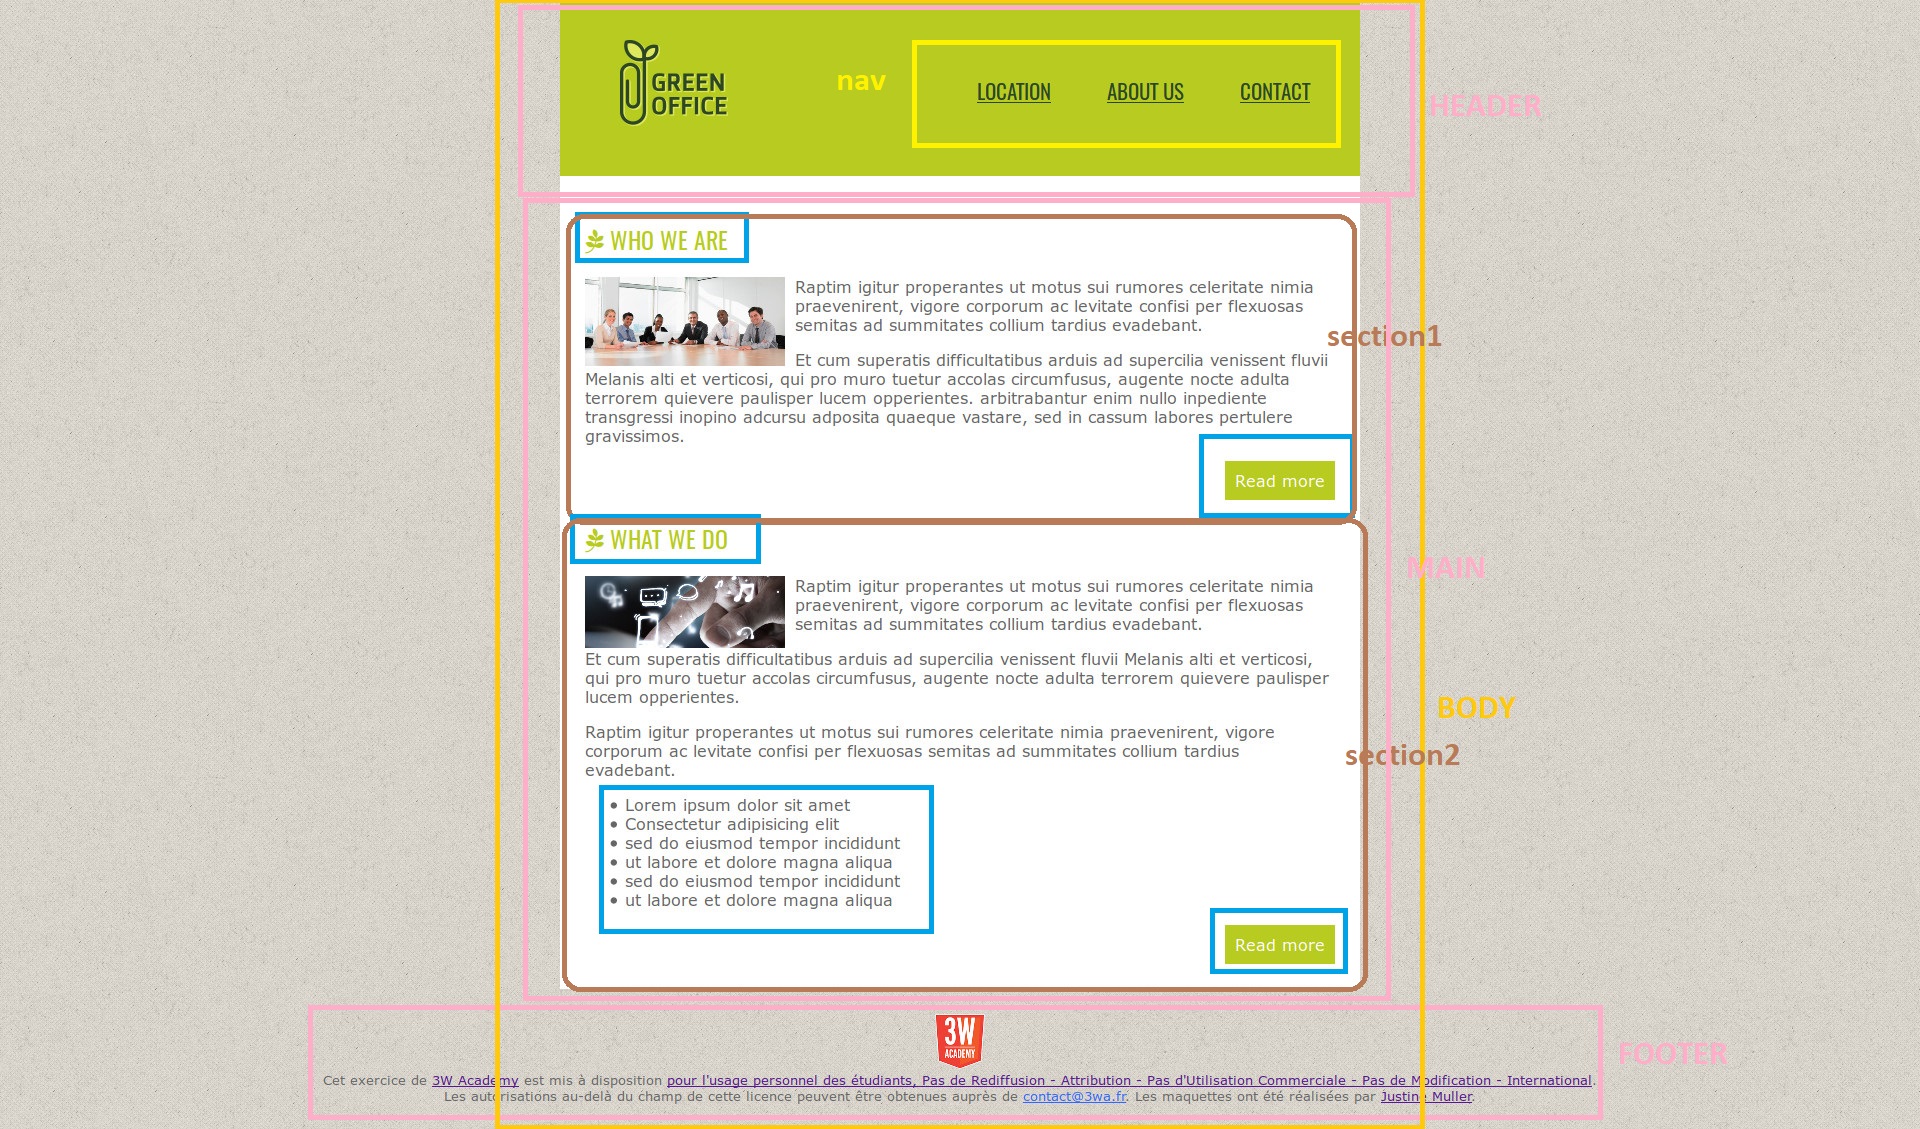 GREEN
OFFICE
nav
LOCATION ABOUT US CONTACT
HEADER
WHO WE ARE
Raptim igitur properantes ut motus sui rumores celeritate nimia
praevenirent, vigore corporum ac levitate confisi per flexuosas
semitas ad summitates collium tardius evadebant.
section1
Et cum superatis difficultatibus arduis ad supercilia venissent fluvii
Melanis alti et verticosi, qui pro muro tuetur accolas circumfusus, augente nocte adulta
terrorem quievere paulisper lucem opperientes. arbitrabantur enim nullo inpediente
transgressi inopino adcursu adposita quaeque vastare, sed in cassum labores pertulere
gravissimos.
Read more
WHAT WE DO
MAIN
Raptim igitur properantes ut motus sui rumores celeritate nimia
praevenirent, vigore corporum ac levitate confisi per flexuosas
semitas ad summitates collium tardius evadebant.
Et cum superatis difficultatibus arduis ad supercilia venissent fluvii Melanis alti et verticosi,
qui pro muro tuetur accolas circumfusus, augente nocte adulta terrorem quievere paulisper
lucem opperientes.
BODY
Raptim igitur properantes ut motus sui rumores celeritate nimia praevenirent, vigore
corporum ac levitate confisi per flexuosas semitas ad summitates collium tardius
evadebant.
section2
• Lorem ipsum dolor sit amet
• Consectetur adipisicing elit
• sed do eiusmod tempor incididunt
• ut labore et dolore magna aliqua
• sed do eiusmod tempor incididunt
• ut labore et dolore magna aliqua
Read more
3W
ACADEMY
FOOTER
Cet exercice de 3W Academy est mis à disposition pour l'usage personnel des étudiants, Pas de Rediffusion - Attribution - Pas d'Utilisation Commerciale - Pas de Modification - International.
Les autorisations au-delà du champ de cette licence peuvent être obtenues auprès de contact@3wa.fr. Les maquettes ont été réalisées par Justine Muller.